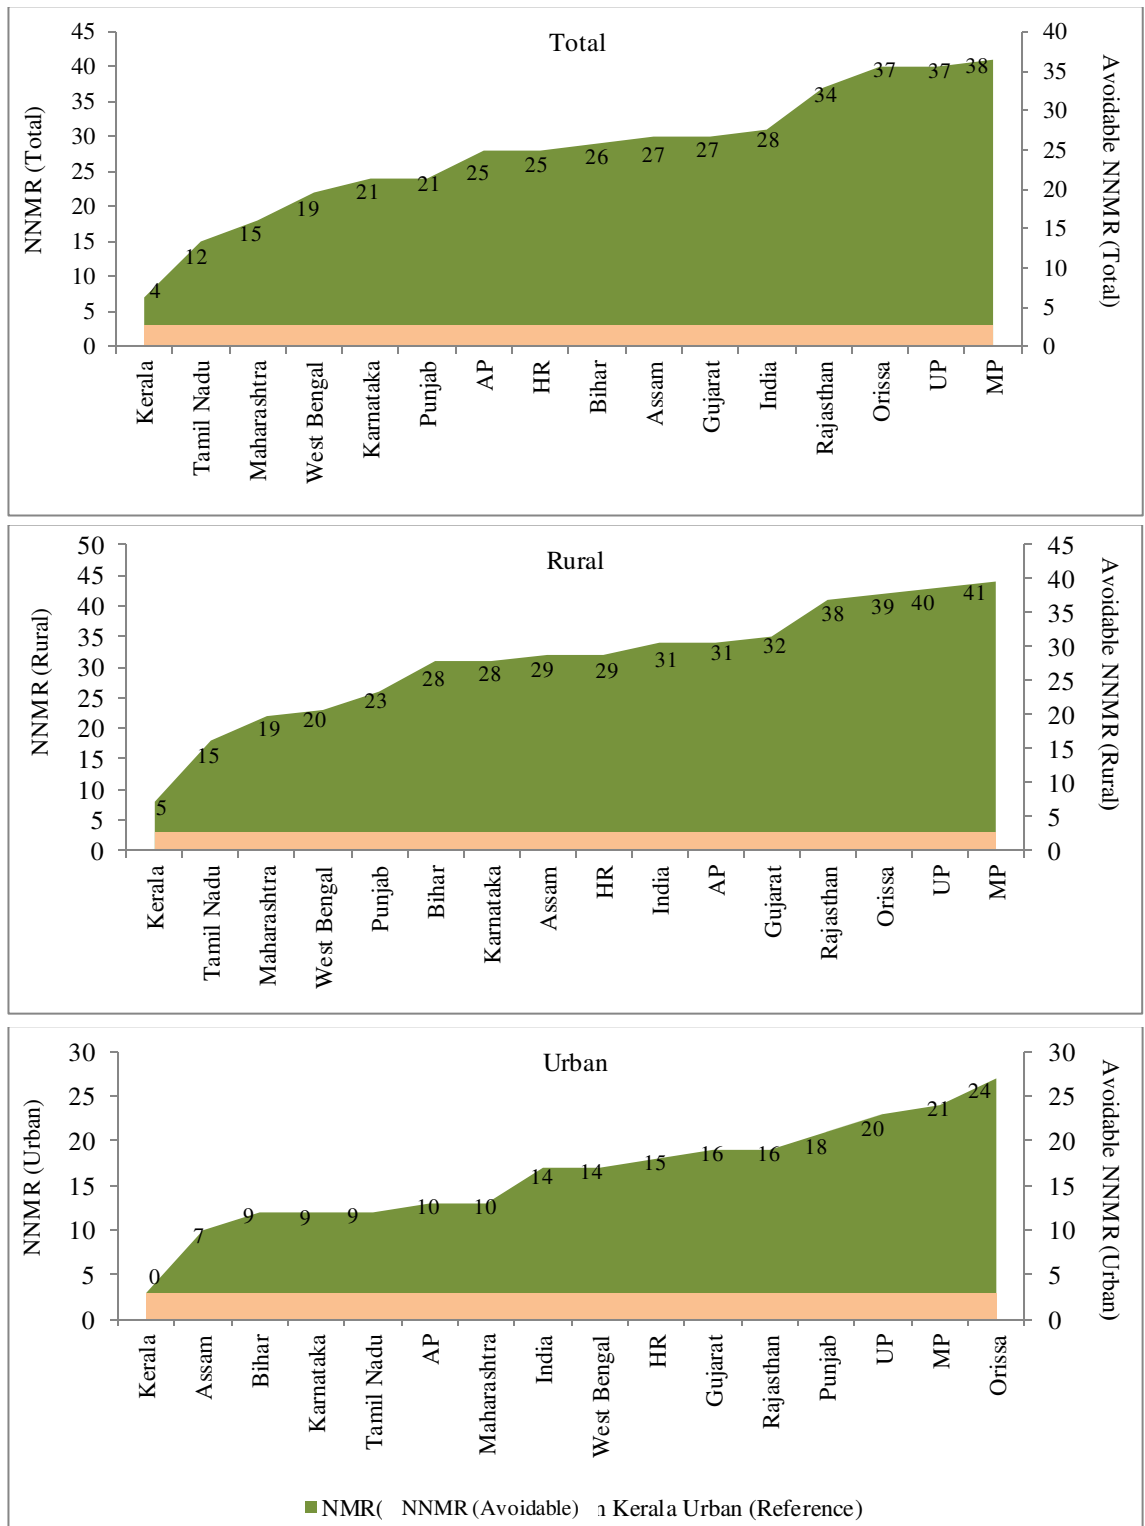 Total
45
40
35
30
25
20
15
10
5
0
NNMR (Total)
40
35
30
25
20
15
10
5
0
Avoidable NNMR (Total)
4 12 15 19 21 21 25 25 26 27 27 28 34 37 37 38
Kerala
Tamil Nadu
Maharashtra
West Bengal
Karnataka
Punjab
AP
HR
Bihar
Assam
Gujarat
India
Rajasthan
Orissa
UP
MP
Rural
50
45
40
35
30
25
20
15
10
5
0
NNMR (Rural)
45
40
35
30
25
20
15
10
5
0
Avoidable NNMR (Rural)
5 15 19 20 23 28 28 29 29 31 31 32 38 39 40 41
Kerala
Tamil Nadu
Maharashtra
West Bengal
Punjab
Bihar
Karnataka
Assam
HR
India
AP
Gujarat
Rajasthan
Orissa
UP
MP
Urban
30
25
20
15
10
5
0
NNMR (Urban)
30
25
20
15
10
5
0
Avoidable NNMR (Urban)
0 7 9 9 9 10 10 14 14 15 16 16 18 20 21 24
Kerala
Assam
Bihar
Karnataka
Tamil Nadu
AP
Maharashtra
India
West Bengal
HR
Gujarat
Rajasthan
Punjab
UP
MP
Orissa
NMR( NNMR (Avoidable) Kerala Urban (Reference)